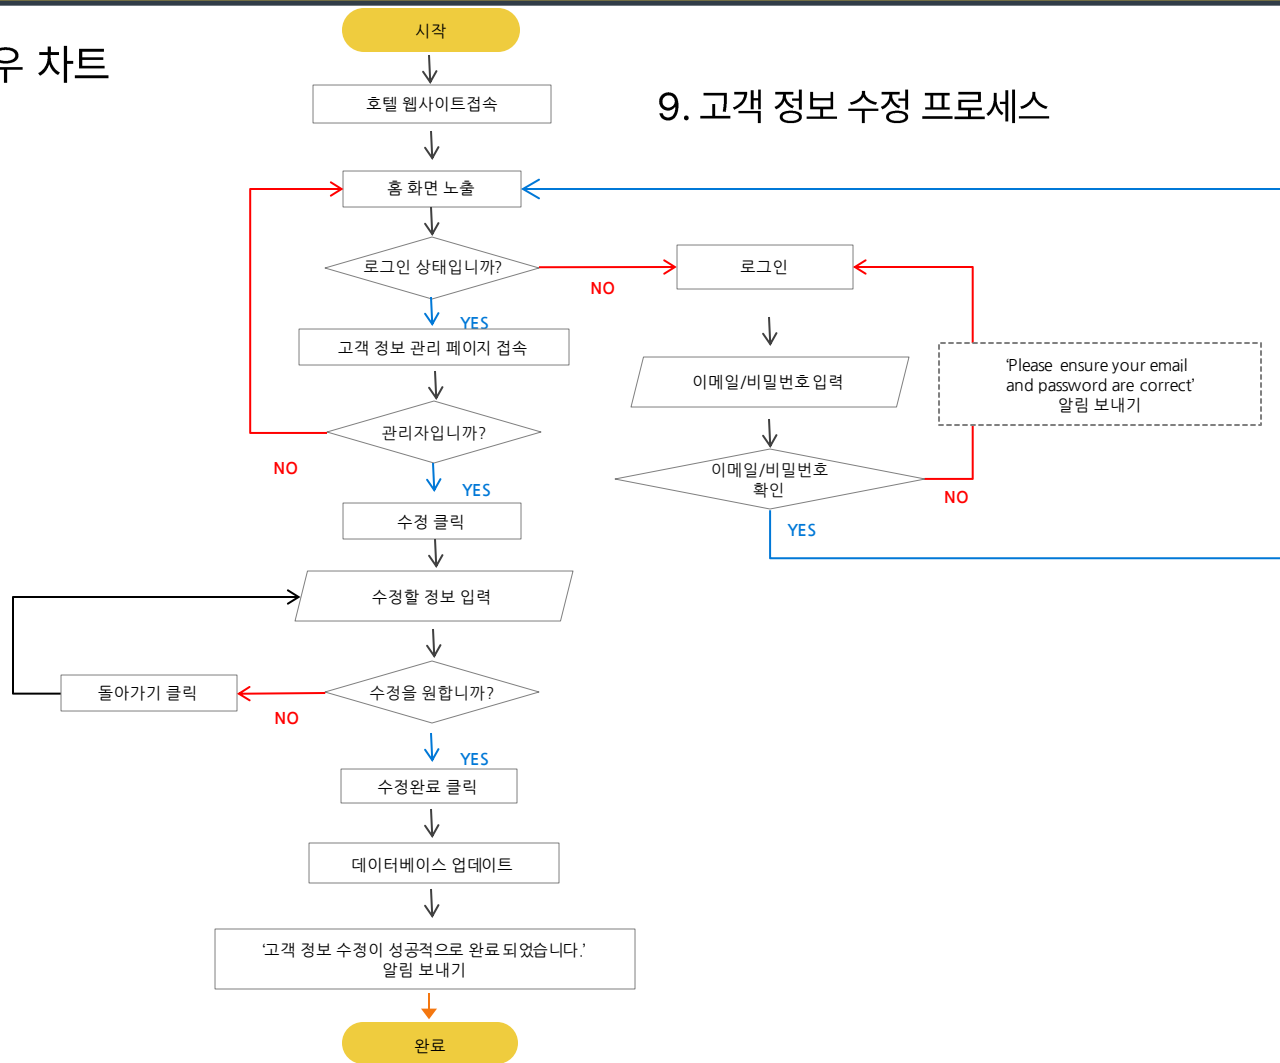 우 차트
9. 고객 정보 수정 프로세스
시작
호텔 웹사이트접속
홈 화면 노출
로그인 상태입니까?
NO
YES
로그인
고객 정보 관리 페이지 접속
이메일/비밀번호 입력
'Please ensure your email
and password are correct'
알림 보내기
관리자입니까?
NO
YES
이메일/비밀번호
확인
NO
YES
수정 클릭
수정할 정보 입력
수정을 원합니까?
돌아가기 클릭
NO
YES
수정완료 클릭
데이터베이스 업데이트
'고객 정보 수정이 성공적으로 완료 되었습니다.'
알림 보내기
완료